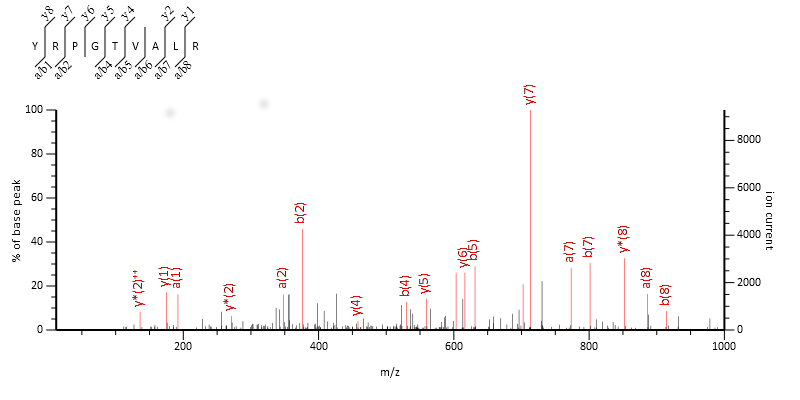 y8 y7 y6 y5 y4 y2 y1
Y R P G T V A L R
a/b1 a/b2 a/b4 a/b5 a/b6 a/b7 a/b8
100
80
60
40
20
0
% of base peak
8000
6000
4000
2000
0
ion current
y*(2)++
y(1)
a(1)
y*(2)
a(2)
b(2)
y(4)
b(4)
y(5)
y(6)
b(5)
y(7)
a(7)
b(7)
y*(8)
a(8)
b(8)
200 400 600 800 1000
m/z